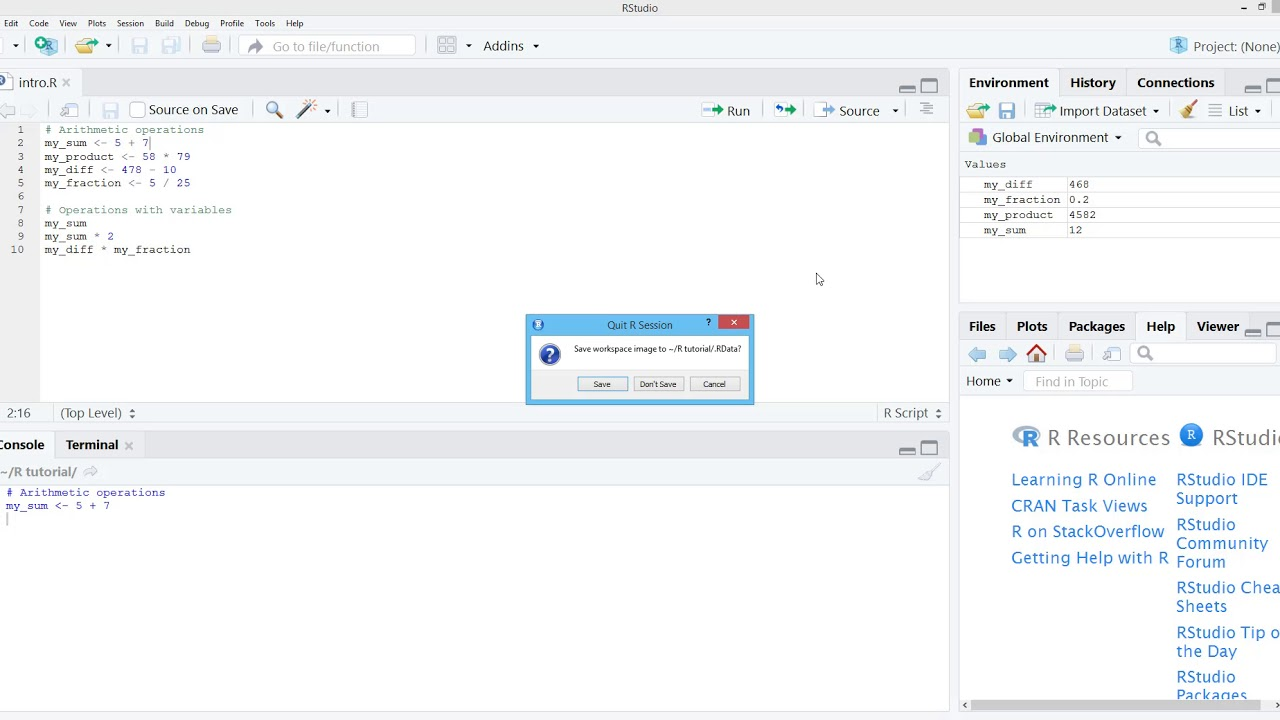 RStudio
Edit Code View Plots Session Build Debug Profile Tools Help
Go to file/function Addins Project: (None)
intro.R
Source on Save Run Source
1 # Arithmetic operations
2 my_sum <- 5 + 7
3 my_product <- 58 * 79
4 my_diff <- 478 - 10
5 my_fraction <- 5 / 25
6
7 # Operations with variables
8 my_sum
9 my_sum * 2
10 my_diff * my_fraction
2:16 (Top Level) R Script
Quit R Session ?
Save workspace image to ~/R tutorial/.RData?
Save Don't Save Cancel
Console Terminal
~/R tutorial/
# Arithmetic operations
my_sum <- 5 + 7
Environment History Connections
Import Dataset List
Global Environment
Values
my_diff 468
my_fraction 0.2
my_product 4582
my_sum 12
Files Plots Packages Help Viewer
Home Find in Topic
R Resources
Learning R Online
CRAN Task Views
R on StackOverflow
Getting Help with R
RStudi
RStudio IDE
Support
RStudio
Community
Forum
RStudio Chea
Sheets
RStudio Tip o
the Day
RStudio
Packages